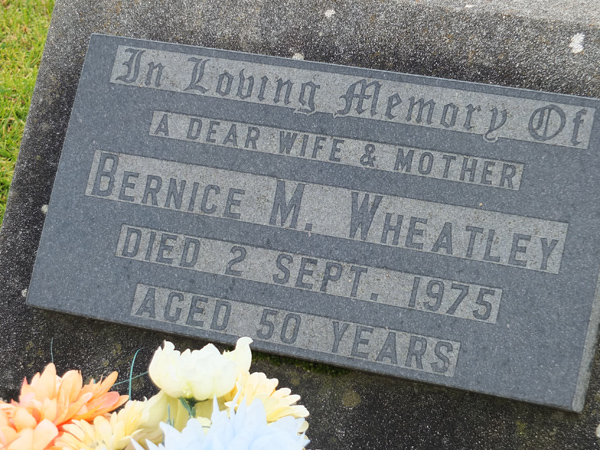 In Loving Memory Of
A DEAR WIFE & MOTHER
BERNICE M. WHEATLEY
DIED 2 SEPT. 1975
AGED 50 YEARS